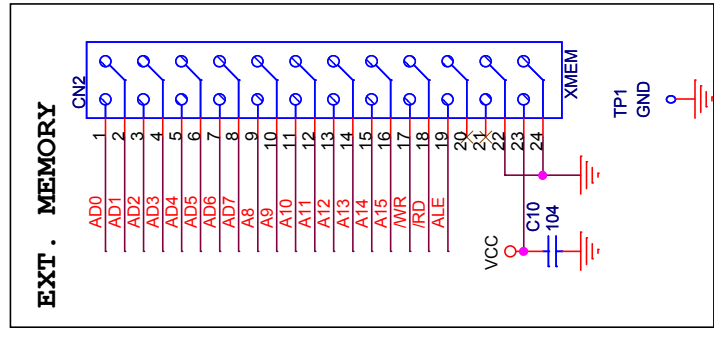 EXT. MEMORY
CN2
XMEM
1
2
3
4
5
6
7
8
9
10
11
12
13
14
15
16
17
18
19
20
21
22
23
24
AD0
AD1
AD2
AD3
AD4
AD5
AD6
AD7
A8
A9
A10
A11
A12
A13
A14
A15
/WR
/RD
ALE
VCC
C10
104
TP1
GND